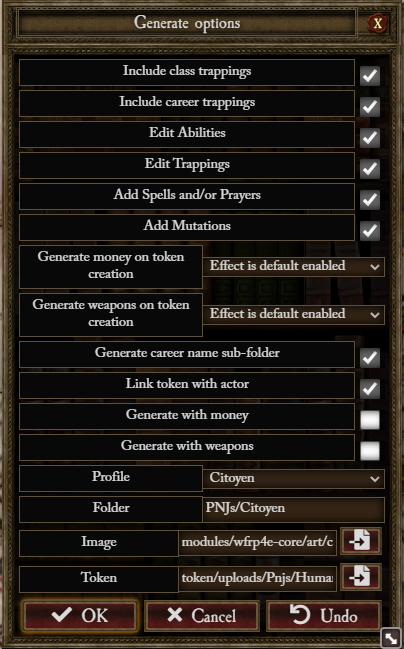 Generate options
X
Include class trappings
Include career trappings
Edit Abilities
Edit Trappings
Add Spells and/or Prayers
Add Mutations
Generate money on token
creation
Effect is default enabled
Generate weapons on token
creation
Effect is default enabled
Generate career name sub-folder
Link token with actor
Generate with money
Generate with weapons
Profile
Citoyen
Folder
PNJs/Citoyen
Image
modules/wfrp4e-core/art/c
Token
token/uploads/Pnjs/Huma
OK
Cancel
Undo